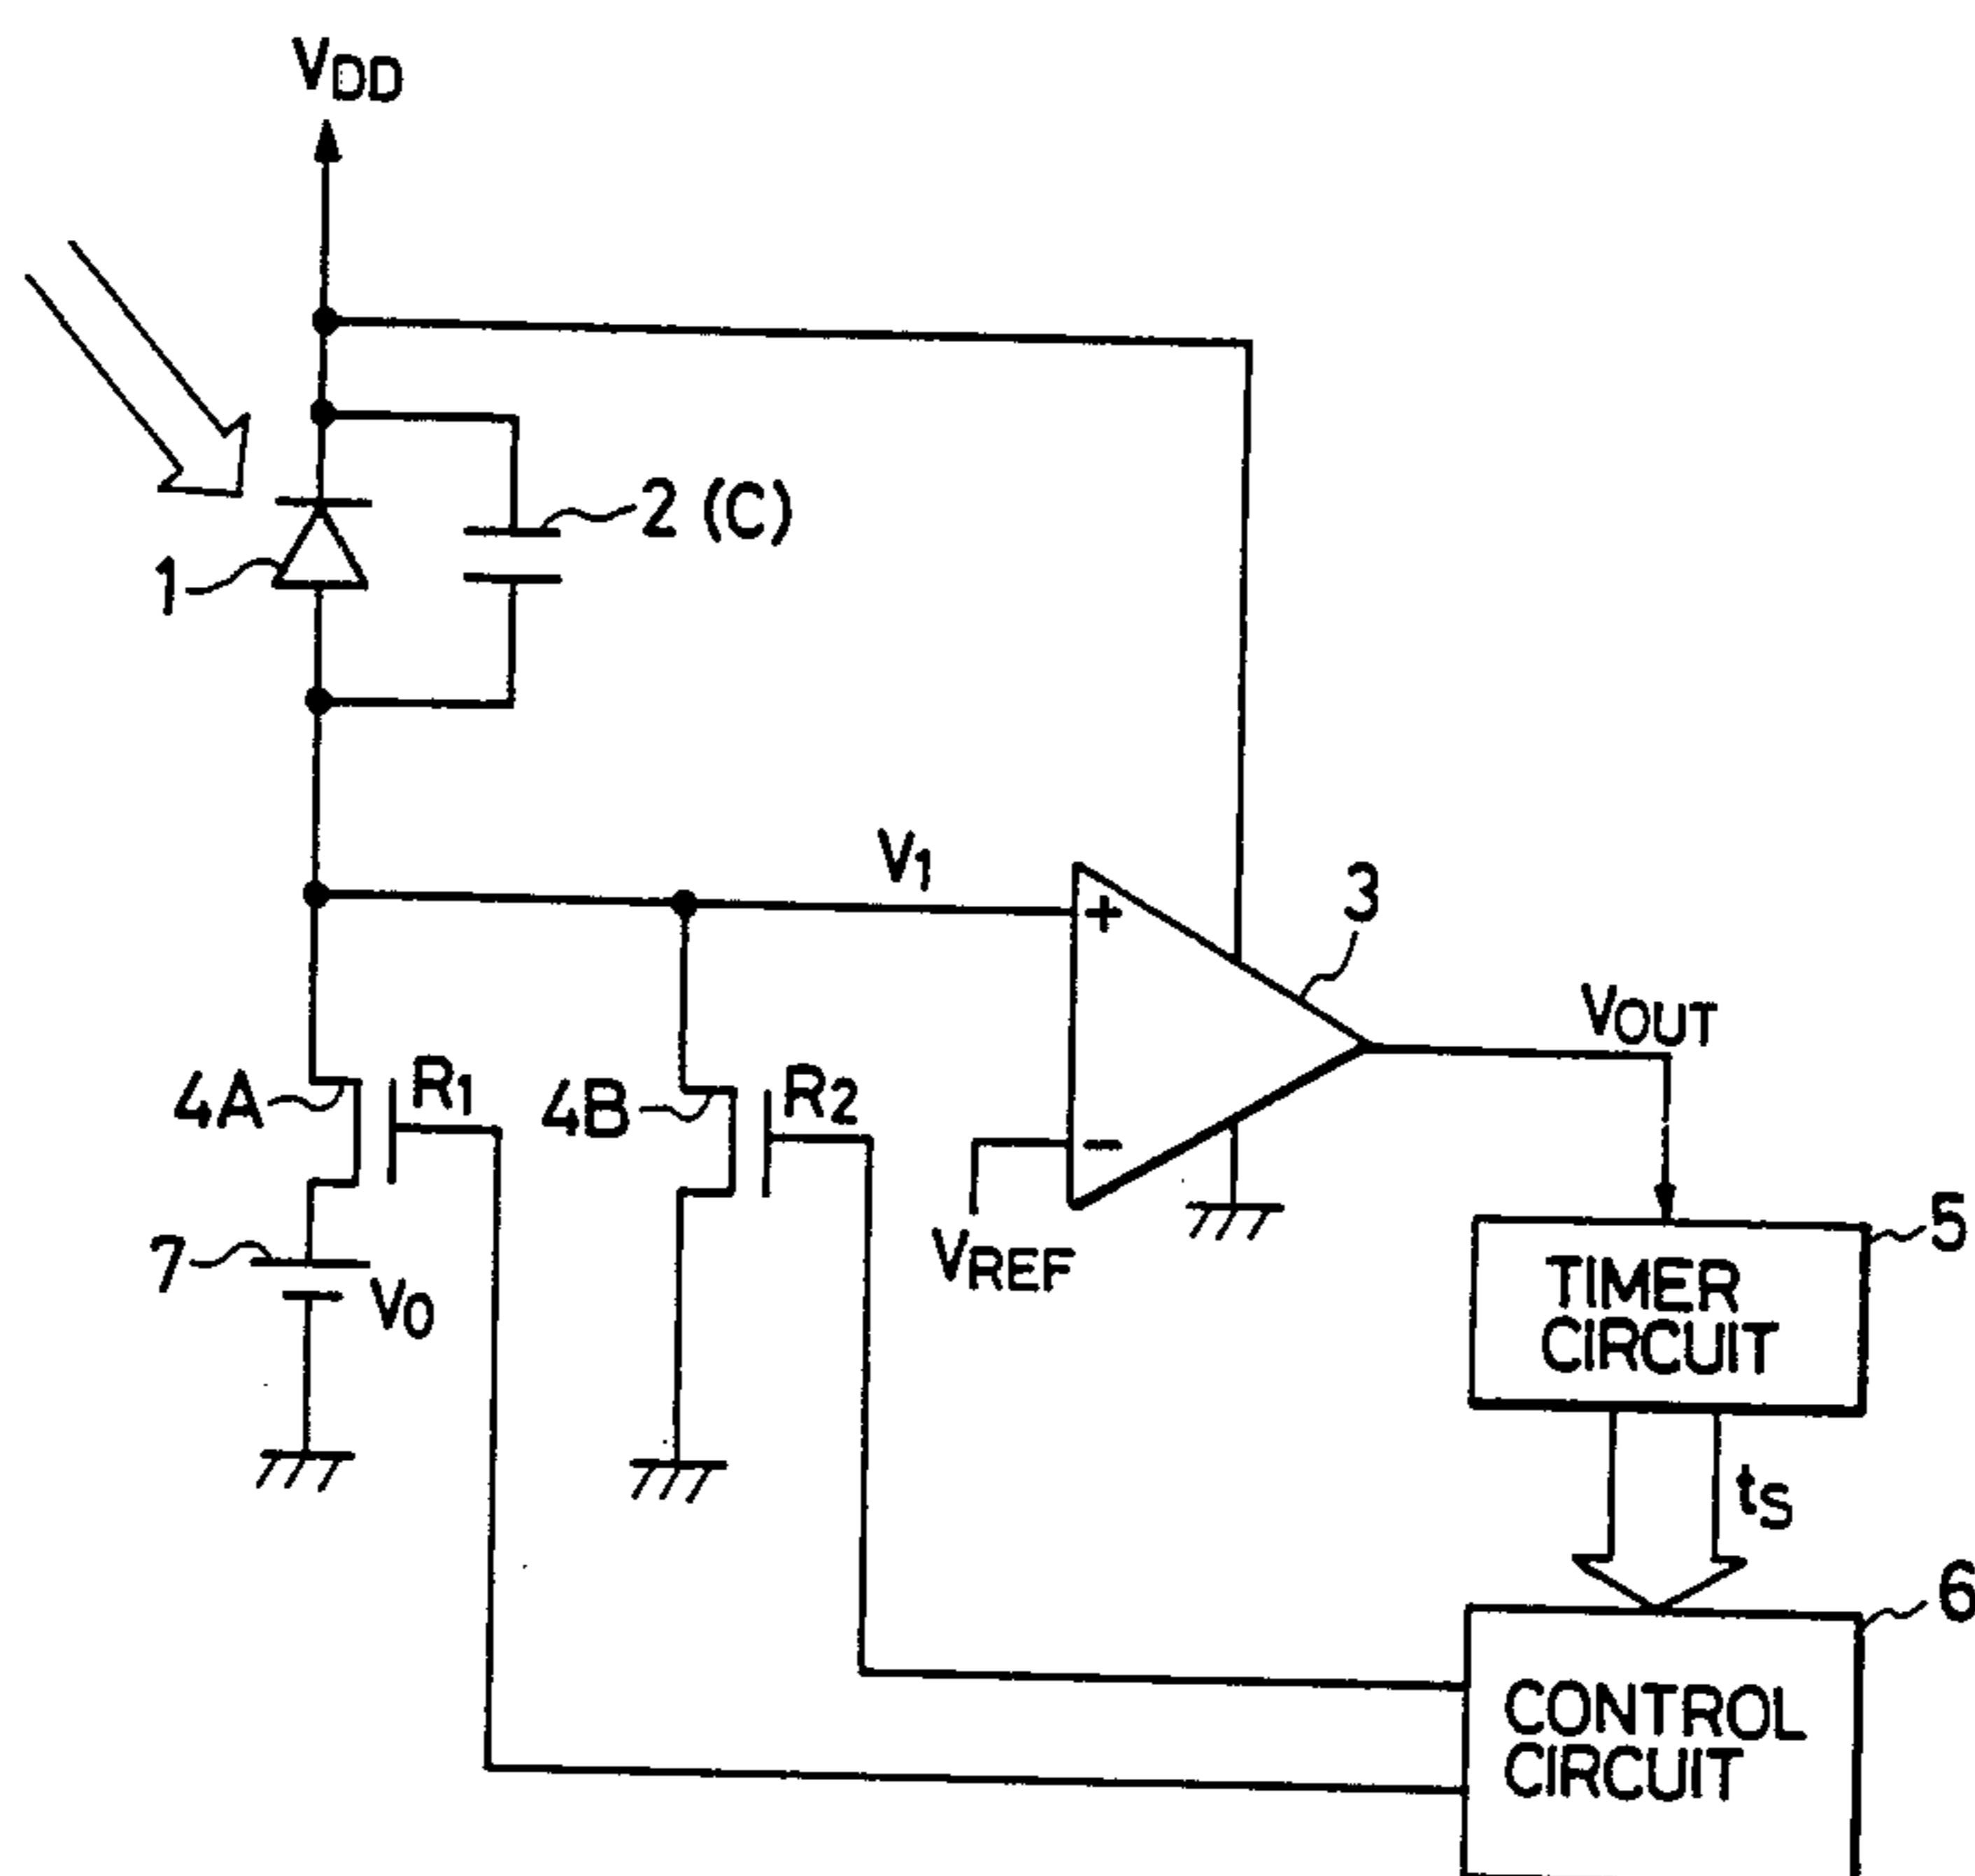 VDD
2 (C)
1
V1
+
3
VOUT
4A
R1
4B
R2
-
VREF
7
V0
5
TIMER
CIRCUIT
tS
6
CONTROL
CIRCUIT